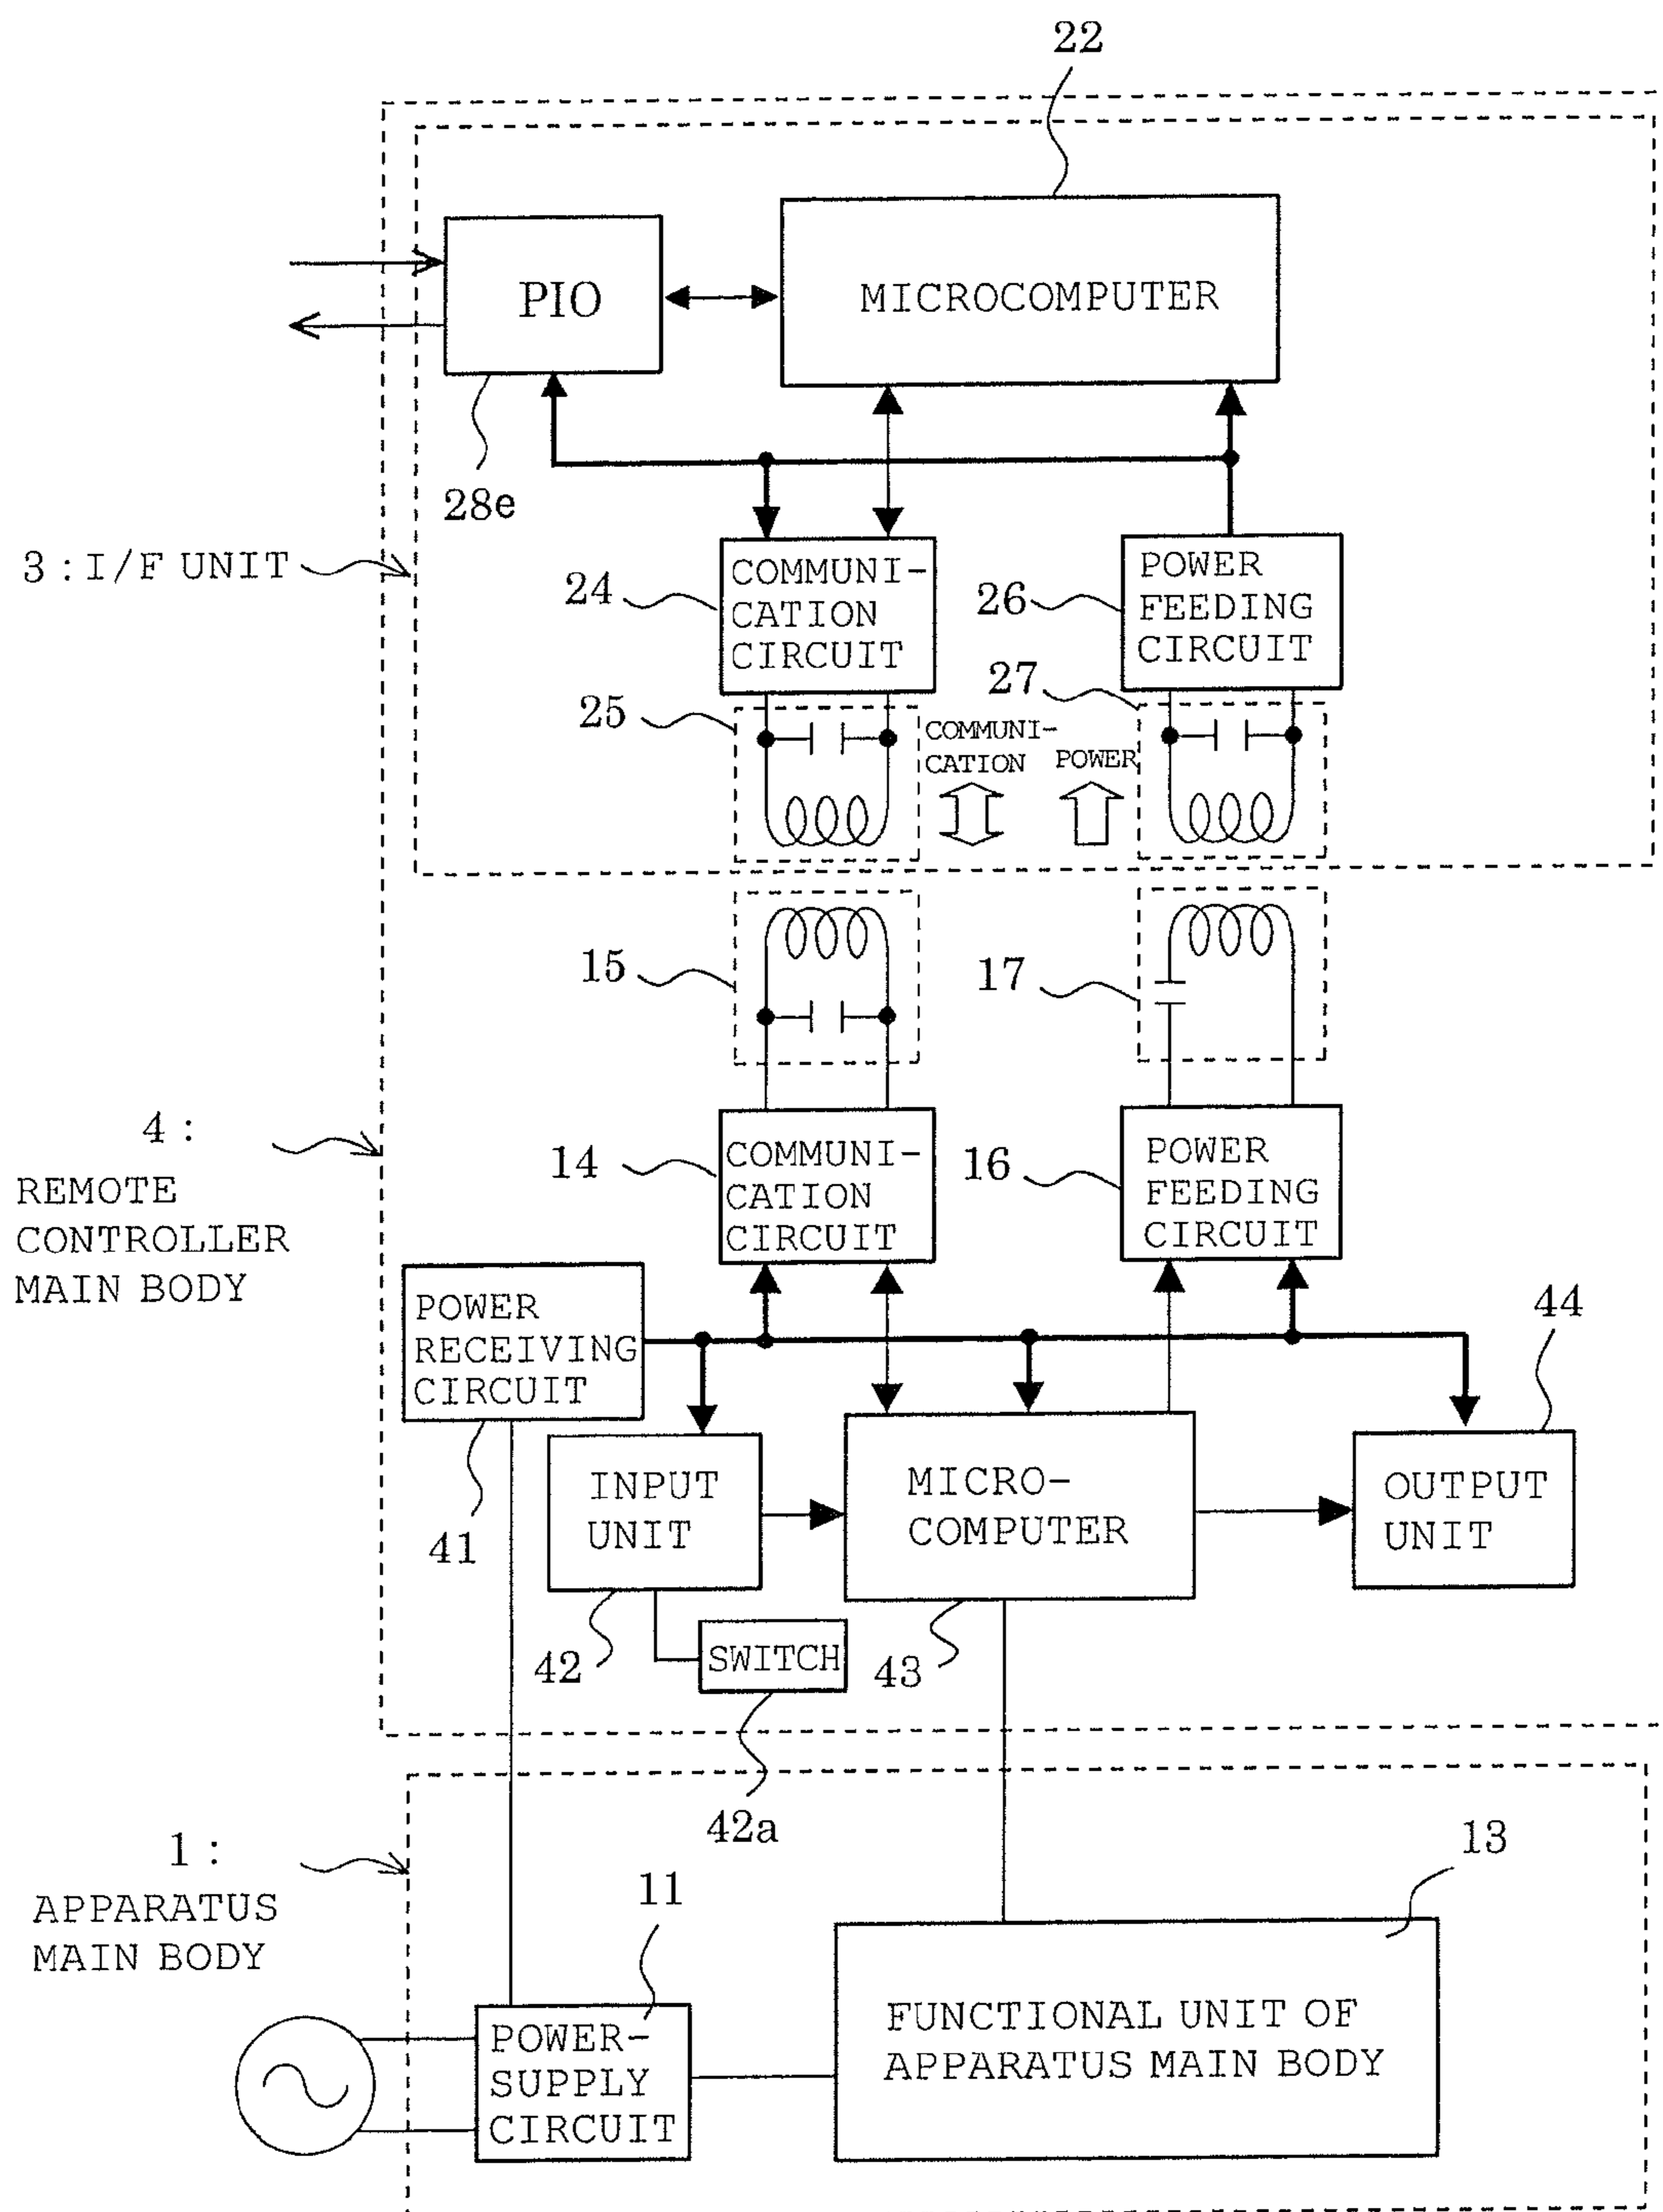 22
PIO
MICROCOMPUTER
28e
3 : I/F UNIT
24
COMMUNI-
CATION
CIRCUIT
26
POWER
FEEDING
CIRCUIT
25
27
COMMUNI-
CATION
POWER
15
17
4 :
REMOTE
CONTROLLER
MAIN BODY
14
COMMUNI-
CATION
CIRCUIT
16
POWER
FEEDING
CIRCUIT
POWER
RECEIVING
CIRCUIT
44
41
INPUT
UNIT
MICRO-
COMPUTER
OUTPUT
UNIT
42
SWITCH
43
42a
1 :
APPARATUS
MAIN BODY
11
13
POWER-
SUPPLY
CIRCUIT
FUNCTIONAL UNIT OF
APPARATUS MAIN BODY